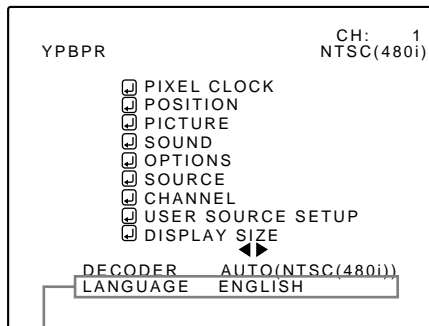 CH: 1
YPBPR NTSC(480i)
PIXEL CLOCK
POSITION
PICTURE
SOUND
OPTIONS
SOURCE
CHANNEL
USER SOURCE SETUP
DISPLAY SIZE
DECODER AUTO(NTSC(480i))
LANGUAGE ENGLISH